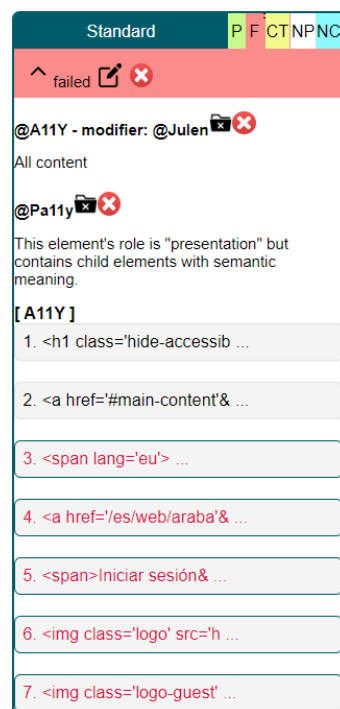 Standard P F CT NP NC
failed
@A11Y - modifier: @Julen
All content
@Pa11y
This element's role is "presentation" but
contains child elements with semantic
meaning.
[ A11Y ]
1. <h1 class='hide-accessib ...
2. <a href='#main-content'& ...
3. <span lang='eu'> ...
4. <a href='/es/web/araba'& ...
5. <span>Iniciar sesión& ...
6. <img class='logo' src='h ...
7. <img class='logo-guest' ...